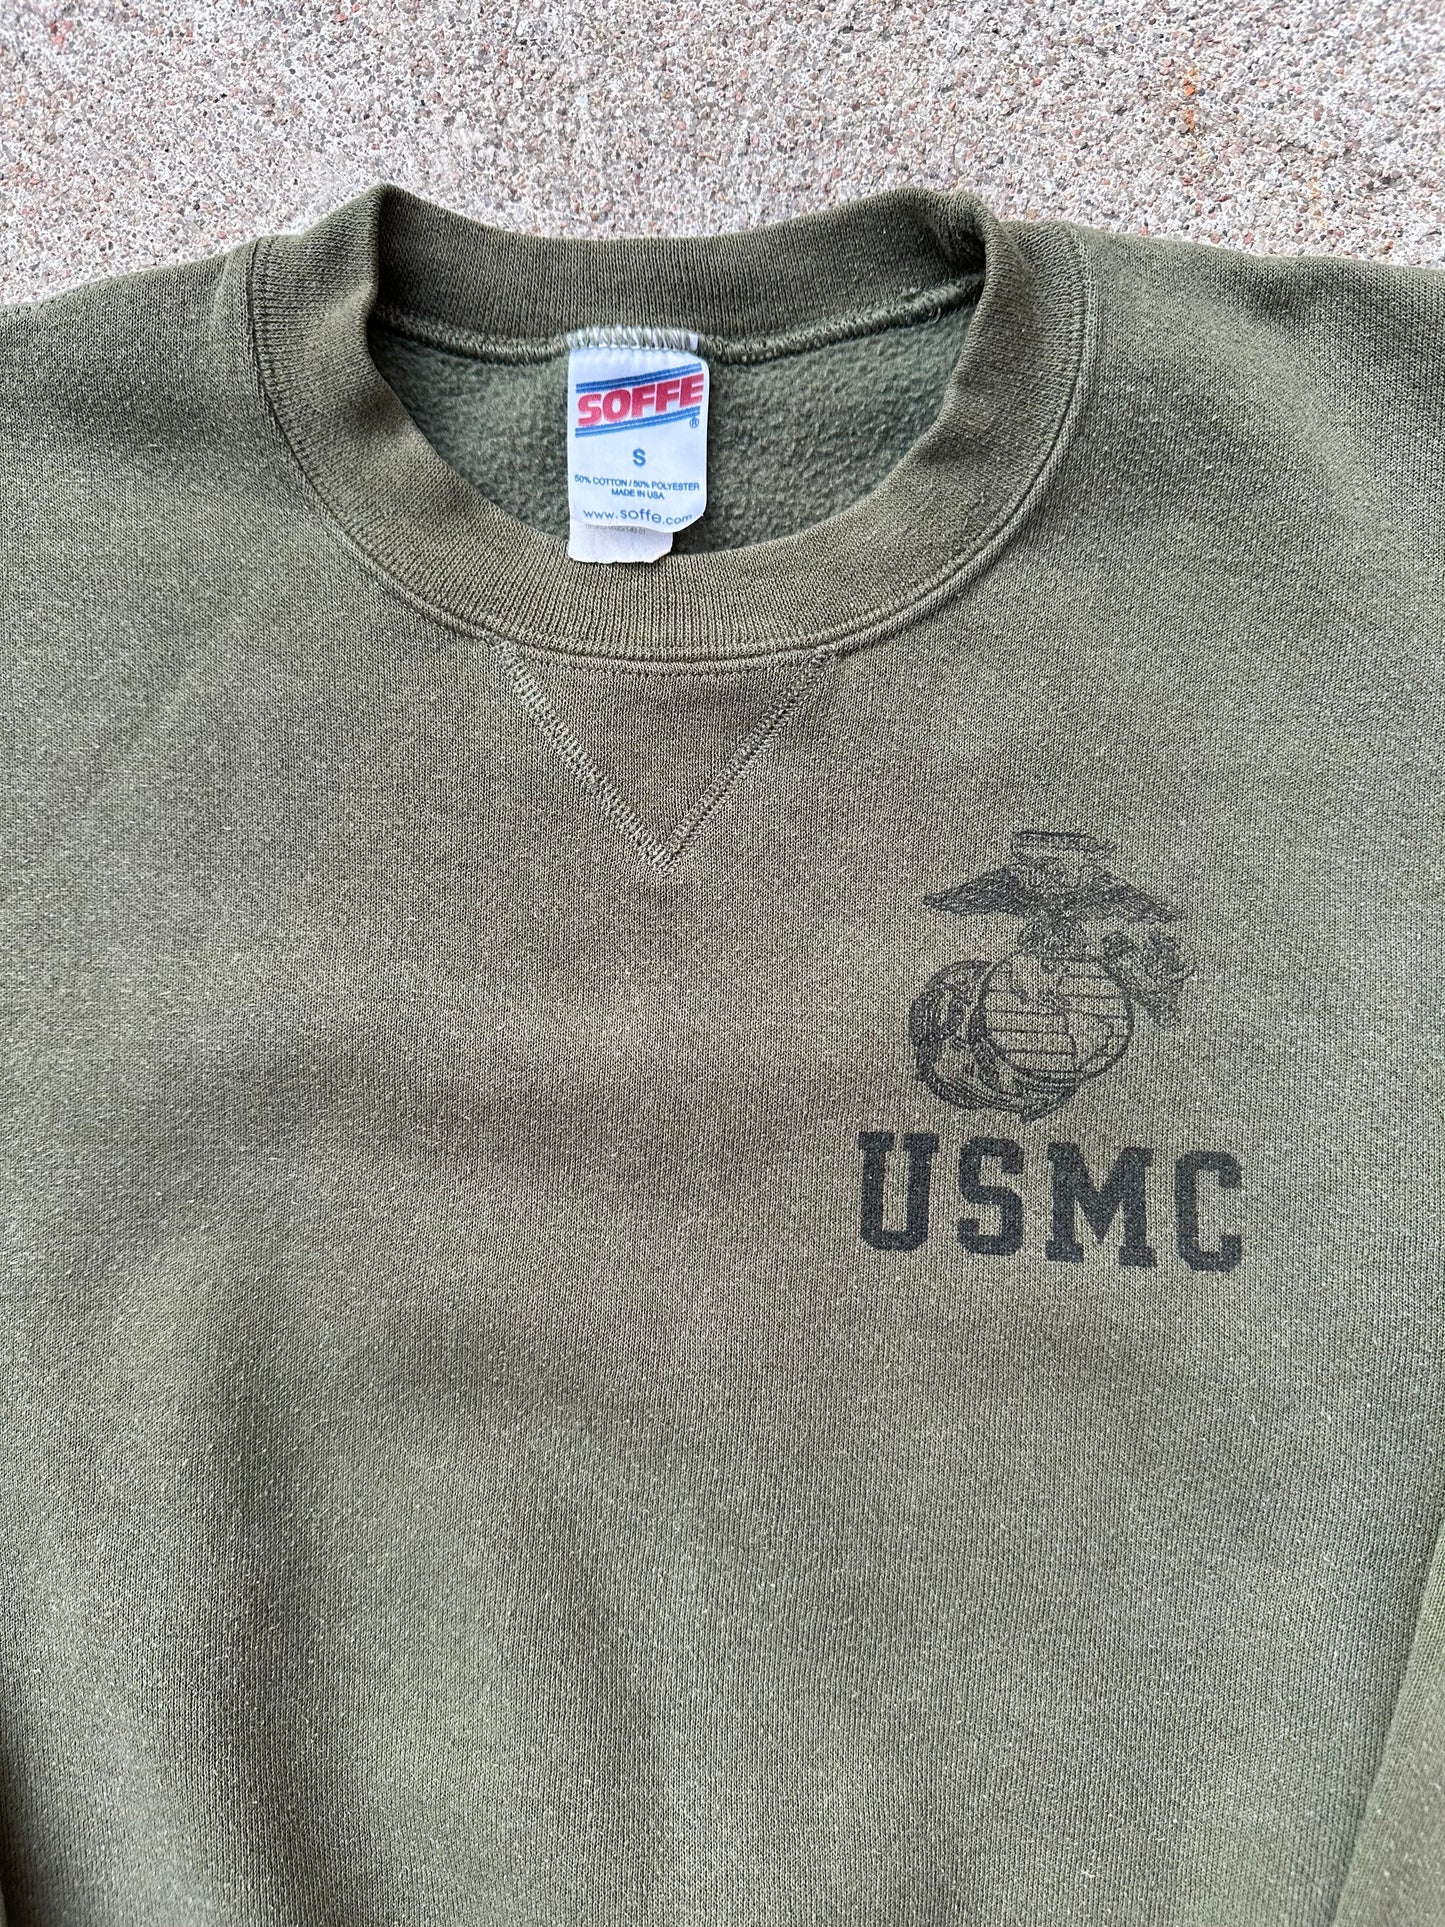 SOFFE
®
S
50% COTTON / 50% POLYESTER
MADE IN USA
www.soffe.com
USMC